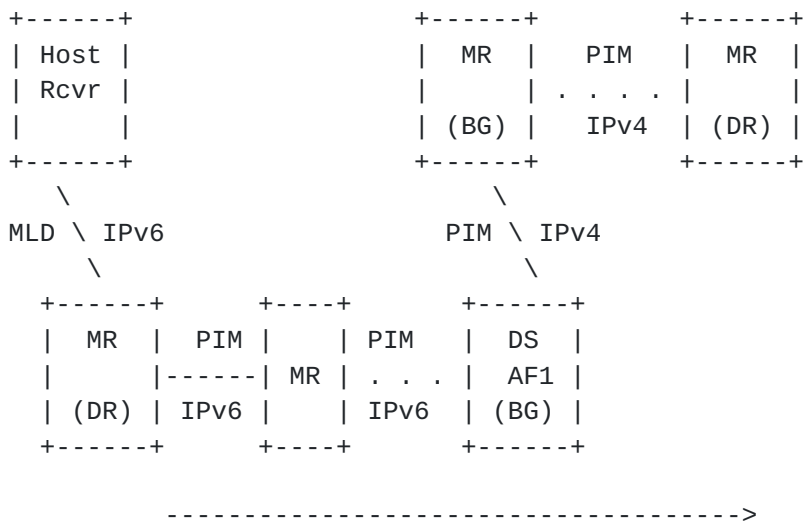 +------+                  +------+         +------+
| Host |                  |  MR  |   PIM   |  MR  |
| Rcvr |                  |      | . . . . |      |
|      |                  | (BG) |   IPv4  | (DR) |
+------+                  +------+         +------+
   \                           \
MLD \ IPv6                  PIM \ IPv4
     \                           \
  +------+      +----+       +------+
  |  MR  |  PIM |    | PIM   |  DS  |
  |      |------| MR | . . . |  AF1 |
  | (DR) | IPv6 |    | IPv6  | (BG) |
  +------+      +----+       +------+
          ------------------------------------->